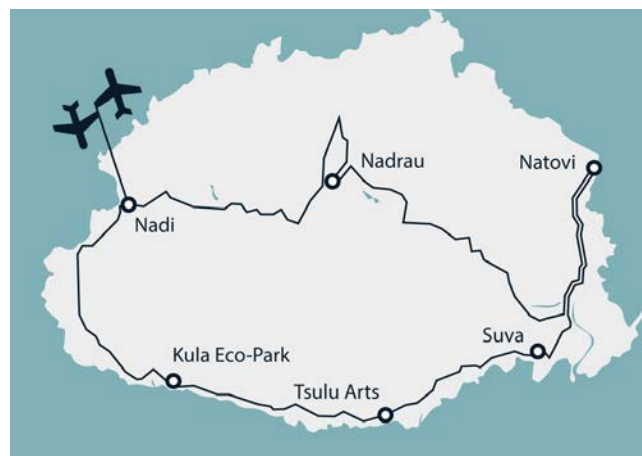 Nadrau
Natovi
Nadi
Suva
Kula Eco-Park
Tsulu Arts